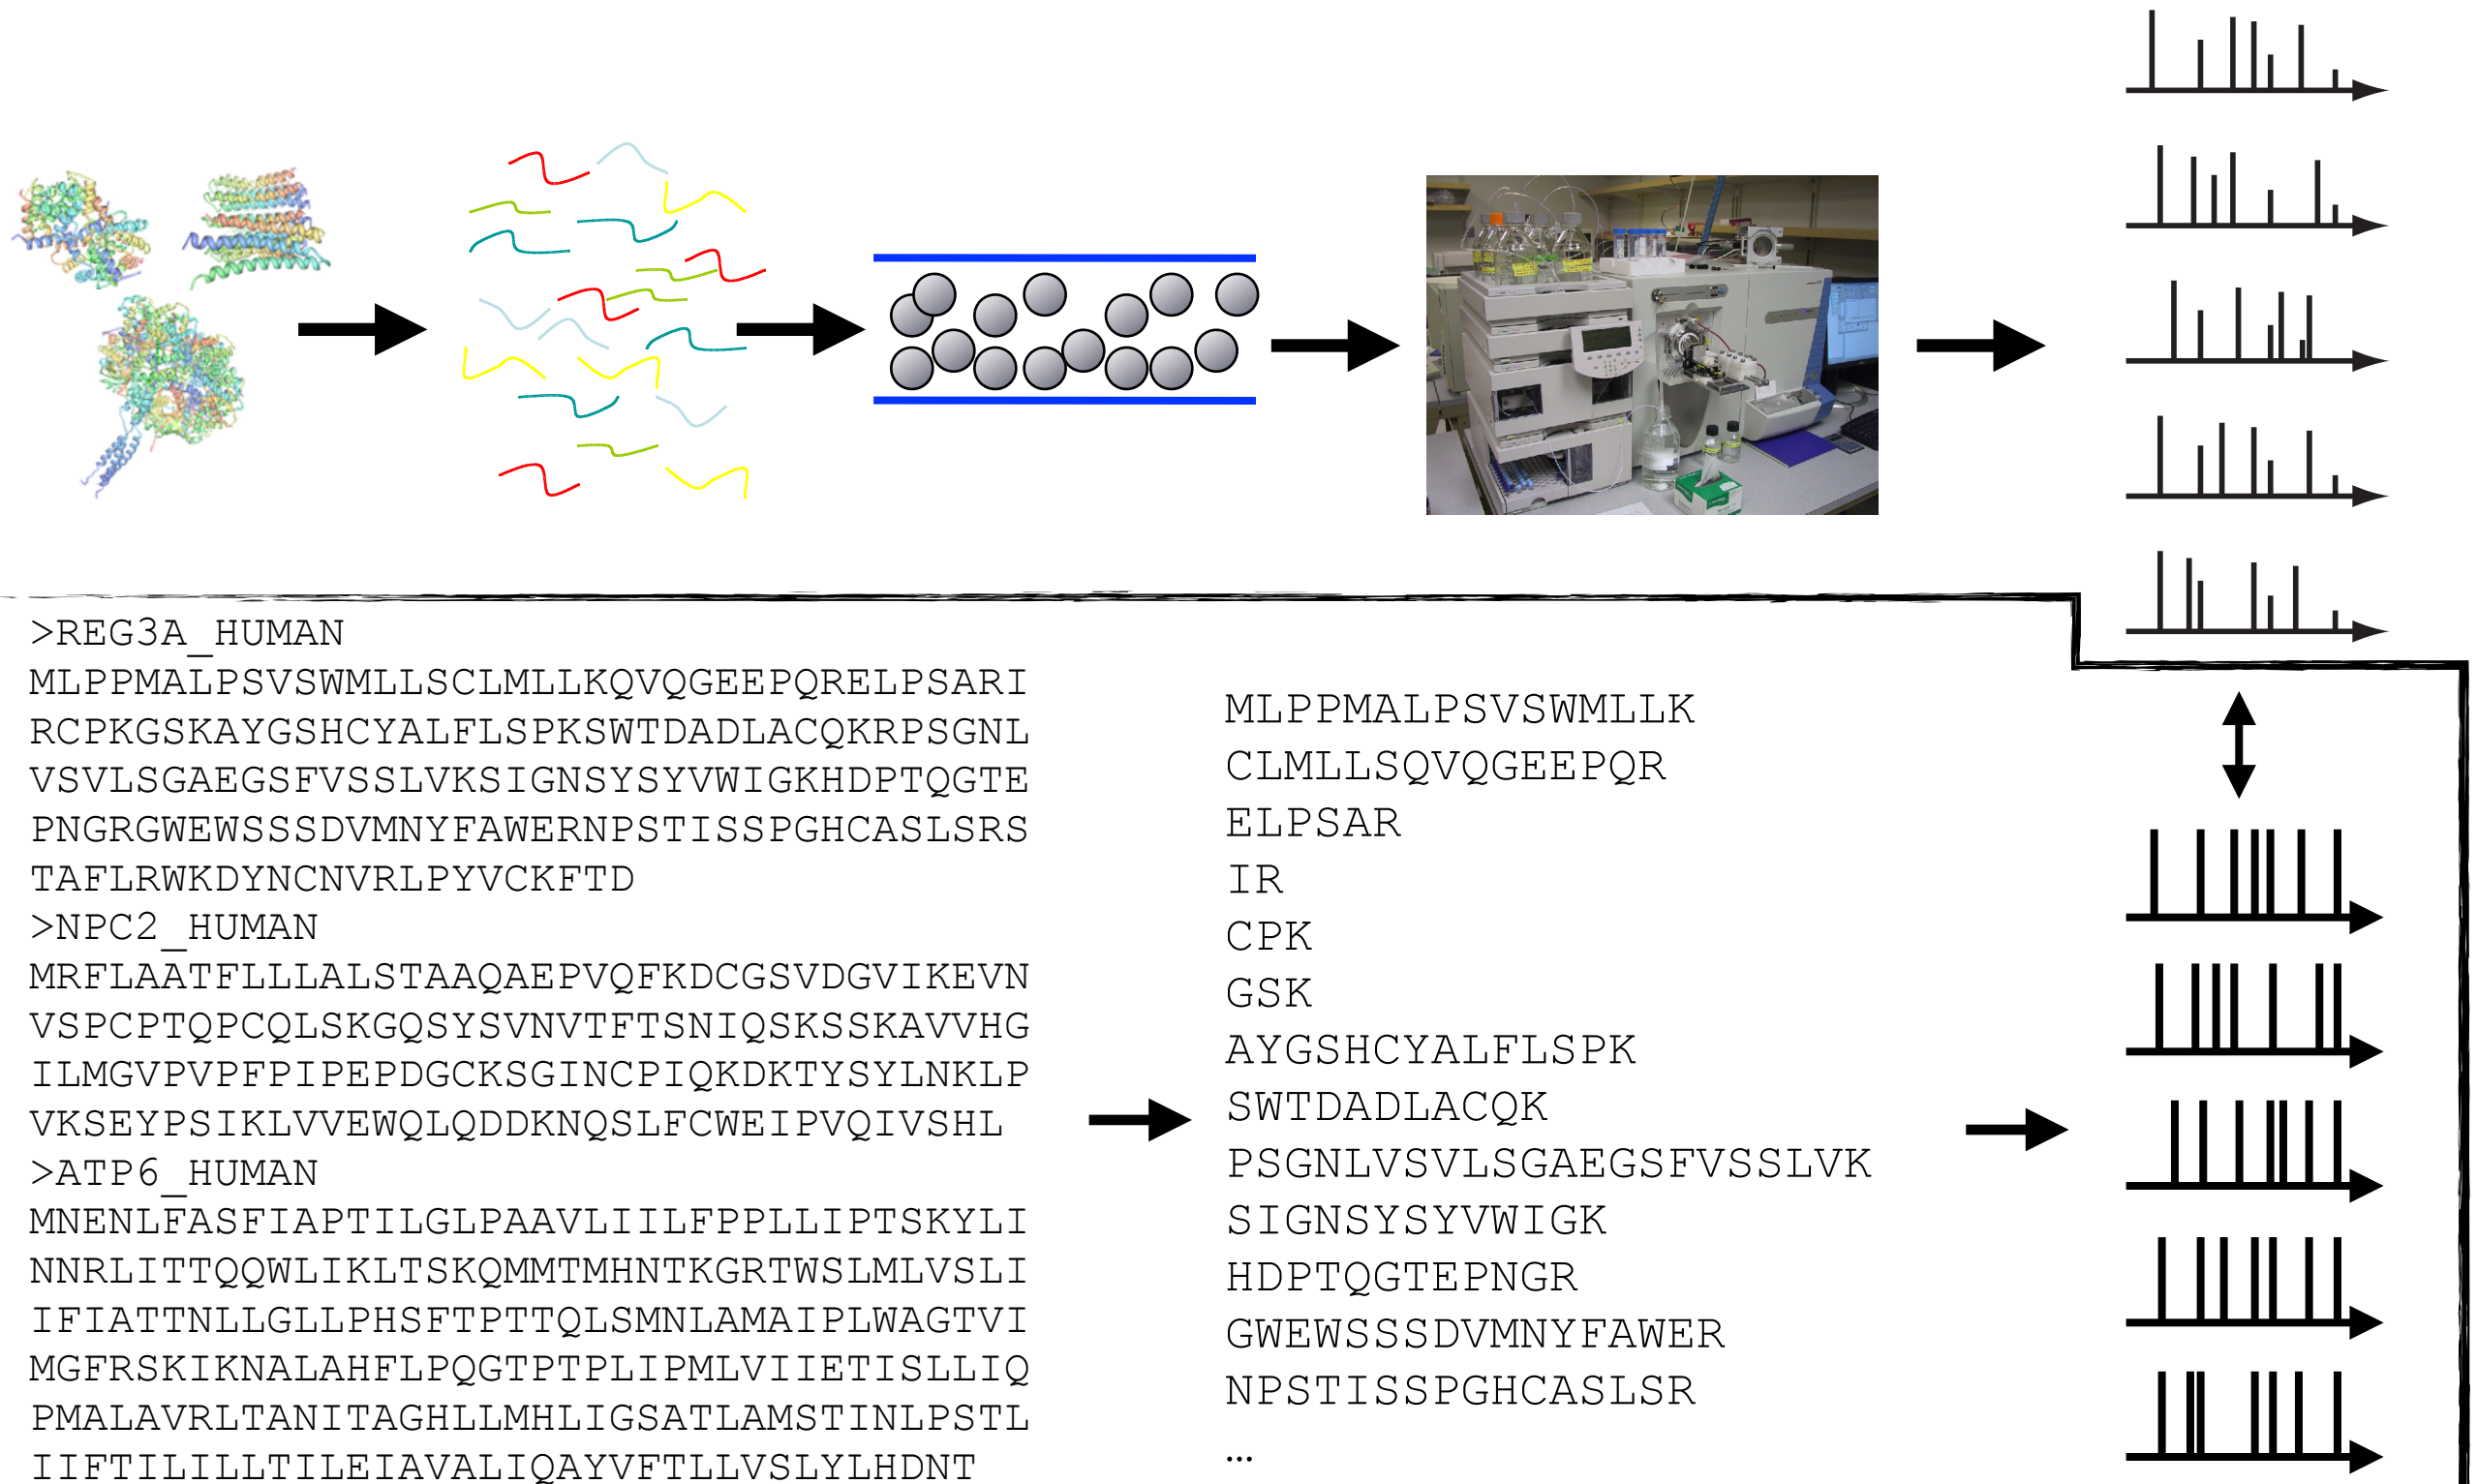 >REG3A_HUMAN
MLPPMALPSVSWMLLSCLMLLKQVQGEEPQRELPSARI
RCPKGSKAYGSHCYALFLSPKSWTDADLACQKRPSGNL
VSVLSGAEGSFVSSLVKSIGNSYSYVWIGKHDPTQGTE
PNGRGWEWSSSDVMNYFAWERNPSTISSPGHCASLSRS
TAFLRWKDYNCNVRLPYVCKFTD
>NPC2_HUMAN
MRFLAATFLLLALSTAAQAEPVQFKDCGSVDGVIKEVN
VSPCPTQPCQLSKGQSYSVNVTFTSNIQSKSSKAVVHG
ILMGVPVPFPIPEPDGCKSGINCPIQKDKTYSYLNKLP
VKSEYPSIKLVVEWQLQDDKNQSLFCWEIPVQIVSHL
>ATP6_HUMAN
MNENLFASFIAPTILGLPAAVLIILFPPLLIPTSKYLI
NNRLITTQQWLIKLTSKQMMTMHNTKGRTWSLMLVSLI
IFIATTNLLGLLPHSFTPTTQLSMNLAMAIPLWAGTVI
MGFRSKIKNALAHFLPQGTPTPLIPMLVIIETISLLIQ
PMALAVRLTANITAGHLLMHLIGSATLAMSTINLPSTL
IIFTILILLTILEIAVALIQAYVFTLLVSLYLHDNT
MLPPMALPSVSWMLLK
CLMLLSQVQGEEPQR
ELPSAR
IR
CPK
GSK
AYGSHCYALFLSPK
SWTDADLACQK
PSGNLVSVLSGAEGSFVSSLVK
SIGNSYSYVWIGK
HDPTQGTEPNGR
GWEWSSSDVMNYFAWER
NPSTISSPGHCASLSR
…